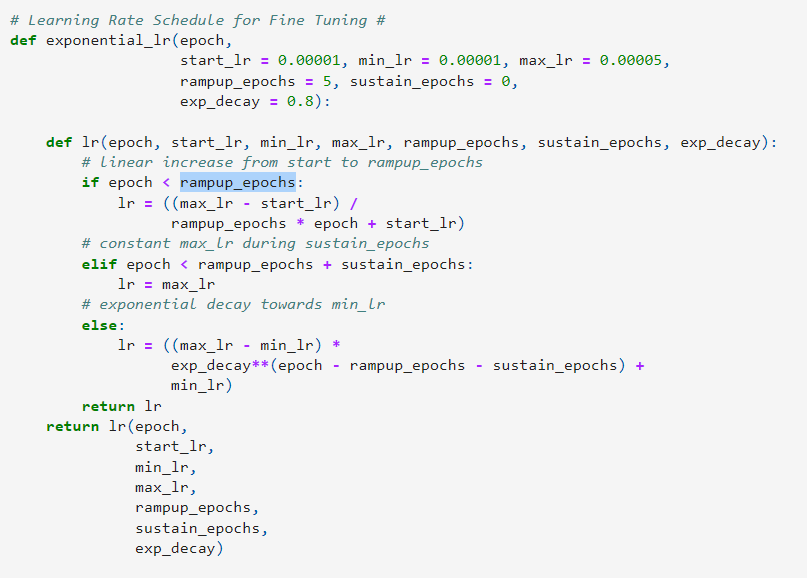 # Learning Rate Schedule for Fine Tuning #
def exponential_lr(epoch,
                   start_lr = 0.00001, min_lr = 0.00001, max_lr = 0.00005,
                   rampup_epochs = 5, sustain_epochs = 0,
                   exp_decay = 0.8):

    def lr(epoch, start_lr, min_lr, max_lr, rampup_epochs, sustain_epochs, exp_decay):
        # linear increase from start to rampup_epochs
        if epoch < rampup_epochs:
            lr = ((max_lr - start_lr) /
                  rampup_epochs * epoch + start_lr)
        # constant max_lr during sustain_epochs
        elif epoch < rampup_epochs + sustain_epochs:
            lr = max_lr
        # exponential decay towards min_lr
        else:
            lr = ((max_lr - min_lr) *
                  exp_decay**(epoch - rampup_epochs - sustain_epochs) +
                  min_lr)
        return lr
    return lr(epoch,
              start_lr,
              min_lr,
              max_lr,
              rampup_epochs,
              sustain_epochs,
              exp_decay)